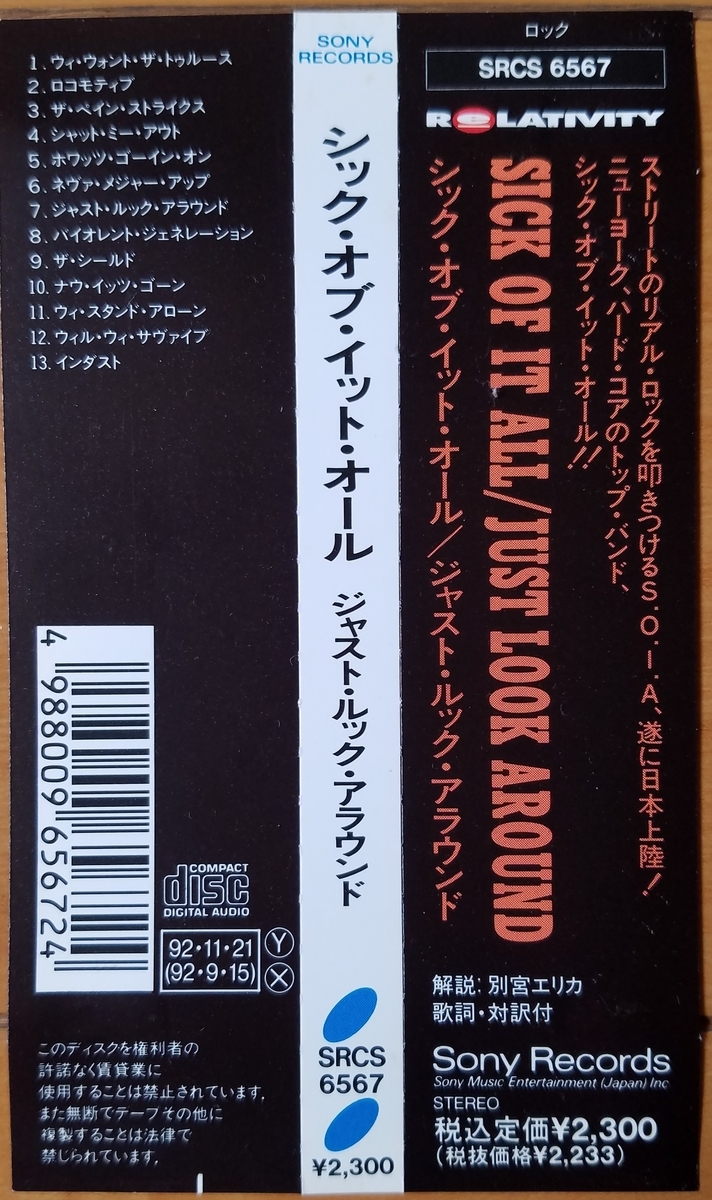 1. ウィ・ウォント・ザ・トゥルース
2. ロコモティブ
3. ザ・ペイン・ストライクス
4. シャット・ミー・アウト
5. ホワッツ・ゴーイン・オン
6. ネヴァ・メジャー・アップ
7. ジャスト・ルック・アラウンド
8. バイオレント・ジェネレーション
9. ザ・シールド
10. ナウ・イッツ・ゴーン
11. ウィ・スタンド・アローン
12. ウィル・ウィ・サヴァイブ
13. インダスト
4 988009 656724
COMPACT
disc
DIGITAL AUDIO
92・11・21
(92・9・15)
Y
X
このディスクを権利者の
許諾なく賃貸業に
使用することは禁止されています,
また無断でテープその他に
複製することは法律で
禁じられています,
SONY
RECORDS
シック・オブ・イット・オール ジャスト・ルック・アラウンド
SRCS
6567
¥2,300
ロック
SRCS 6567
RELATIVITY
ストリートのリアル・ロックを叩きつけるS.O.I.A、遂に日本上陸!
ニューヨーク、ハード・コアのトップ・バンド、
シック・オブ・イット・オール!!
SICK OF IT ALL/JUST LOOK AROUND
シック・オブ・イット・オール/ジャスト・ルック・アラウンド
解説: 別宮エリカ
歌詞・対訳付
Sony Records
Sony Music Entertainment (Japan) Inc
STEREO
税込定価¥2,300
(税抜価格¥2,233)